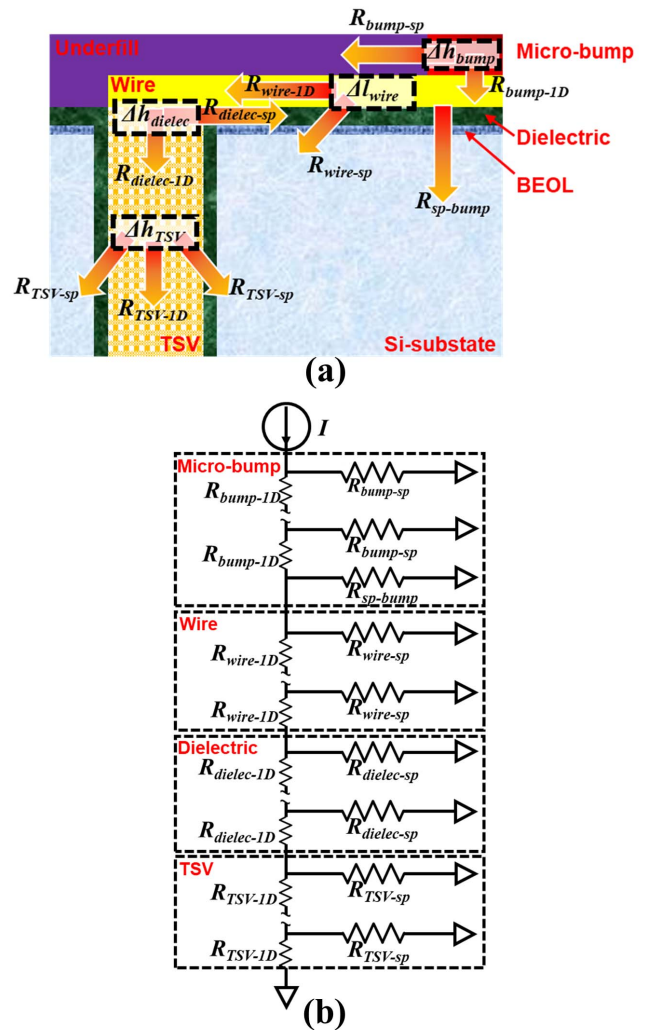 R_bump-sp
Underfill
Δh_bump
Micro-bump
Wire
R_wire-1D
Δl_wire
R_bump-1D
Δh_dielec
R_dielec-sp
Dielectric
R_dielec-1D
R_wire-sp
BEOL
R_sp-bump
Δh_TSV
R_TSV-sp
R_TSV-1D
R_TSV-sp
TSV
Si-substate
(a)
I
Micro-bump
R_bump-1D
R_bump-sp
R_bump-1D
R_bump-sp
R_sp-bump
Wire
R_wire-1D
R_wire-sp
R_wire-1D
R_wire-sp
Dielectric
R_dielec-1D
R_dielec-sp
R_dielec-1D
R_dielec-sp
TSV
R_TSV-1D
R_TSV-sp
R_TSV-1D
R_TSV-sp
(b)